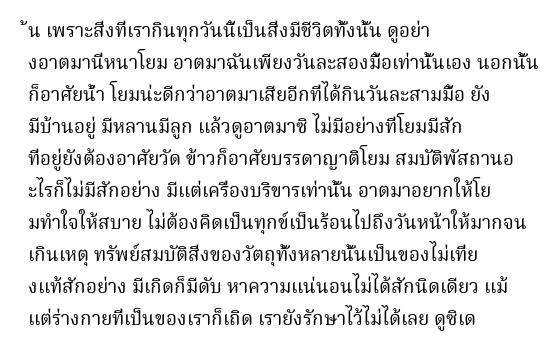 ้น เพราะสิ่งที่เรากินทุกวันนี้เป็นสิ่งมีชีวิตทั้งนั้น ดูอย่า
งอาตมานี่หนาโยม อาตมาฉันเพียงวันละสองมื้อเท่านั้นเอง นอกนั้น
ก็อาศัยน้ำ โยมน่ะดีกว่าอาตมาเสียอีกที่ได้กินวันละสามมื้อ ยัง
มีบ้านอยู่ มีหลานมีลูก แล้วดูอาตมาซิ ไม่มีอย่างที่โยมมีสัก
ที่อยู่ยังต้องอาศัยวัด ข้าวก็อาศัยบรรดาญาติโยม สมบัติพัสถานอ
ะไรก็ไม่มีสักอย่าง มีแต่เครื่องบริขารเท่านั้น อาตมาอยากให้โย
มทำใจให้สบาย ไม่ต้องคิดเป็นทุกข์เป็นร้อนไปถึงวันหน้าให้มากจน
เกินเหตุ ทรัพย์สมบัติสิ่งของวัตถุทั้งหลายนั้นเป็นของไม่เที่ย
งแท้สักอย่าง มีเกิดก็มีดับ หาความแน่นอนไม่ได้สักนิดเดียว แม้
แต่ร่างกายที่เป็นของเราก็เถิด เรายังรักษาไว้ไม่ได้เลย ดูซิเด